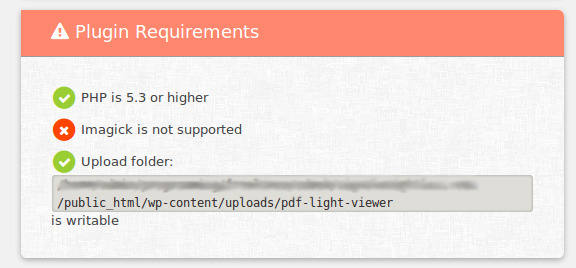 Plugin Requirements
PHP is 5.3 or higher
Imagick is not supported
Upload folder:
/public_html/wp-content/uploads/pdf-light-viewer
is writable